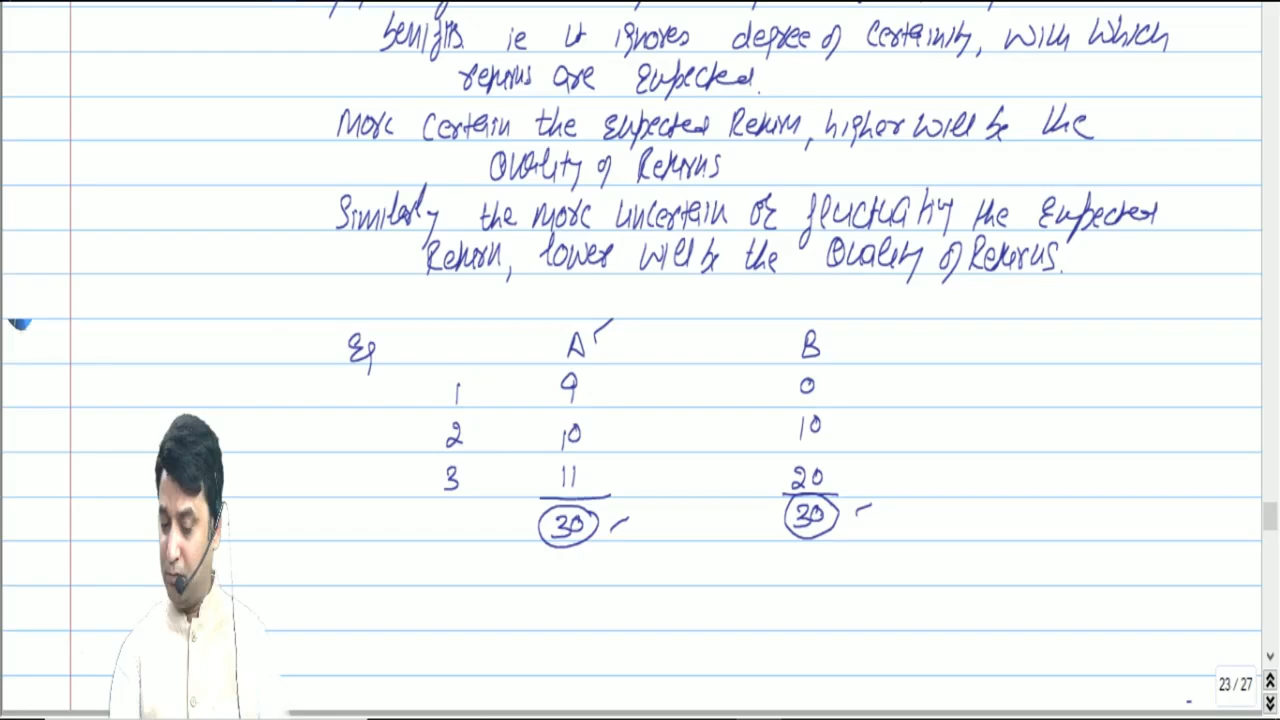 benifits ie it ignores degree of certainity, with which
returns are expected.
More certain the expected Return, higher will be the
Quality of Returns
Similarly the more uncertain or fluctuating the Expected
Return, lower will be the Quality of Returns.
Eg A B
1 9 0
2 10 10
3 11 20
30 30
23 / 27